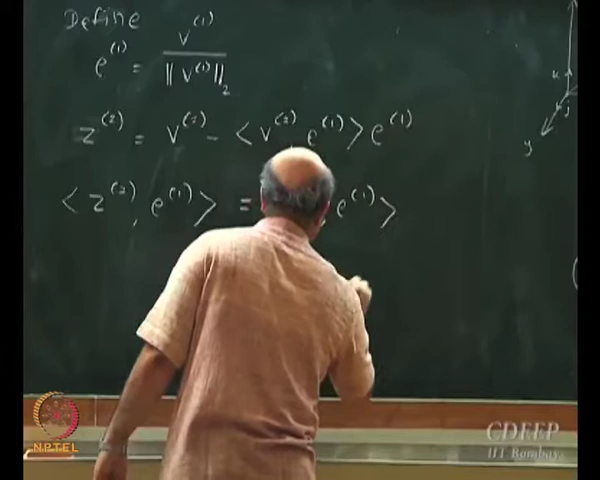 Define
e^(1) = v^(1) / ||v^(1)||_2
z^(2) = v^(2) - <v^(2) e^(1)> e^(1)
<z^(2), e^(1)> = e^(1)>
k
j
y
NPTEL
CDEEP
IIT Bombay